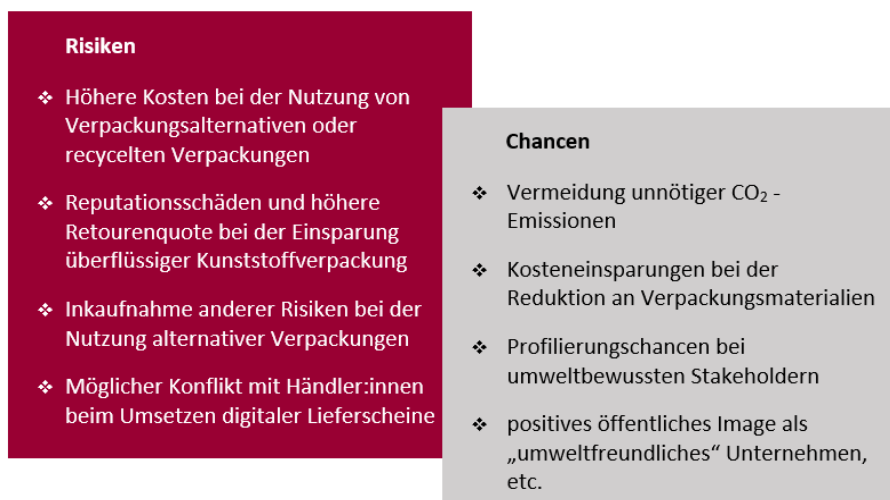 Risiken
❖ Höhere Kosten bei der Nutzung von
Verpackungsalternativen oder
recycelten Verpackungen
❖ Reputationsschäden und höhere
Retourenquote bei der Einsparung
überflüssiger Kunststoffverpackung
❖ Inkaufnahme anderer Risiken bei der
Nutzung alternativer Verpackungen
❖ Möglicher Konflikt mit Händler:innen
beim Umsetzen digitaler Lieferscheine
Chancen
❖ Vermeidung unnötiger CO₂ -
Emissionen
❖ Kosteneinsparungen bei der
Reduktion an Verpackungsmaterialien
❖ Profilierungschancen bei
umweltbewussten Stakeholdern
❖ positives öffentliches Image als
„umweltfreundliches“ Unternehmen,
etc.